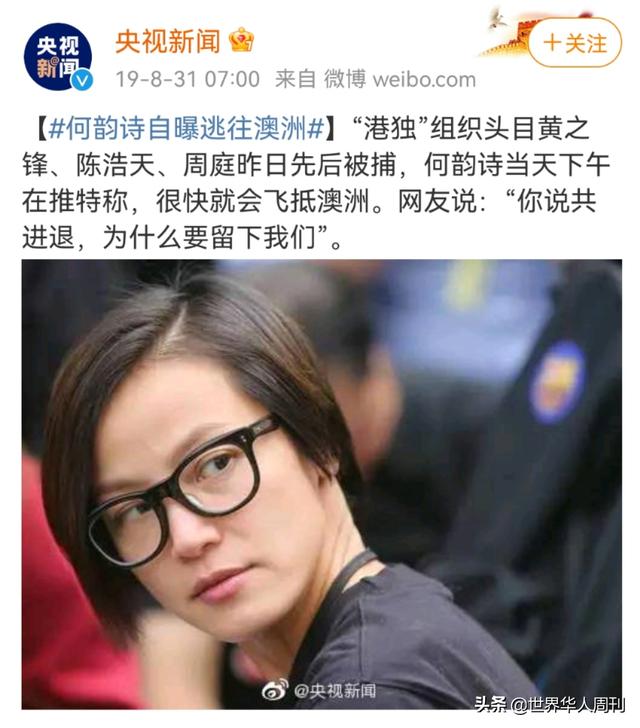 央视
新闻
央视新闻
19-8-31 07:00 来自 微博 weibo.com
+关注
【#何韵诗自曝逃往澳洲#】“港独”组织头目黄之
锋、陈浩天、周庭昨日先后被捕，何韵诗当天下午
在推特称，很快就会飞抵澳洲。网友说：“你说共
进退，为什么要留下我们”。
@央视新闻
头条 @世界华人周刊